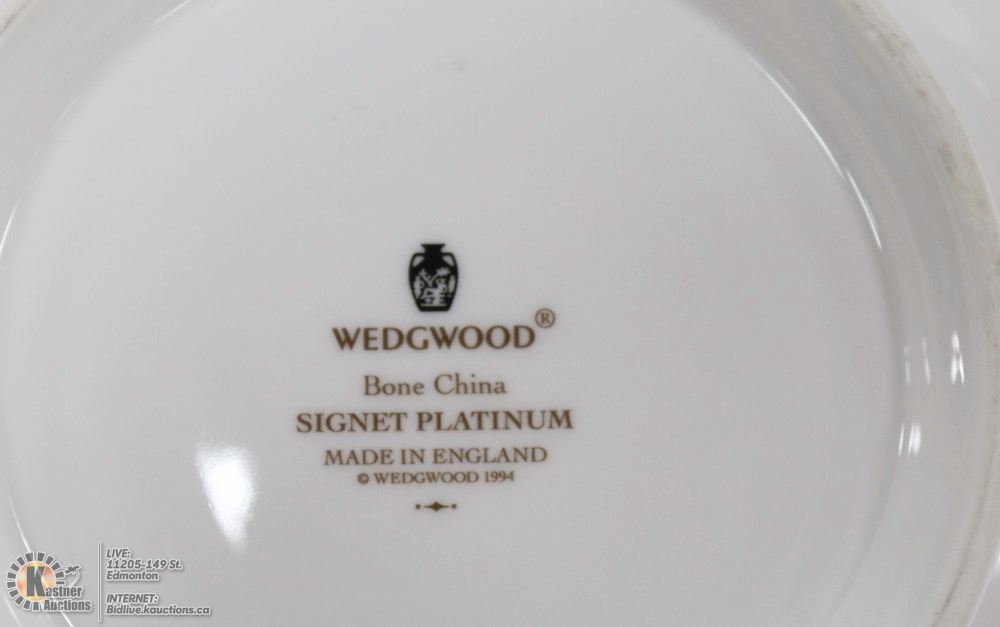 WEDGWOOD®
Bone China
SIGNET PLATINUM
MADE IN ENGLAND
© WEDGWOOD 1994
Kastner
Auctions
LIVE:
11205-149 St.
Edmonton
INTERNET:
Bidlive.kauctions.ca